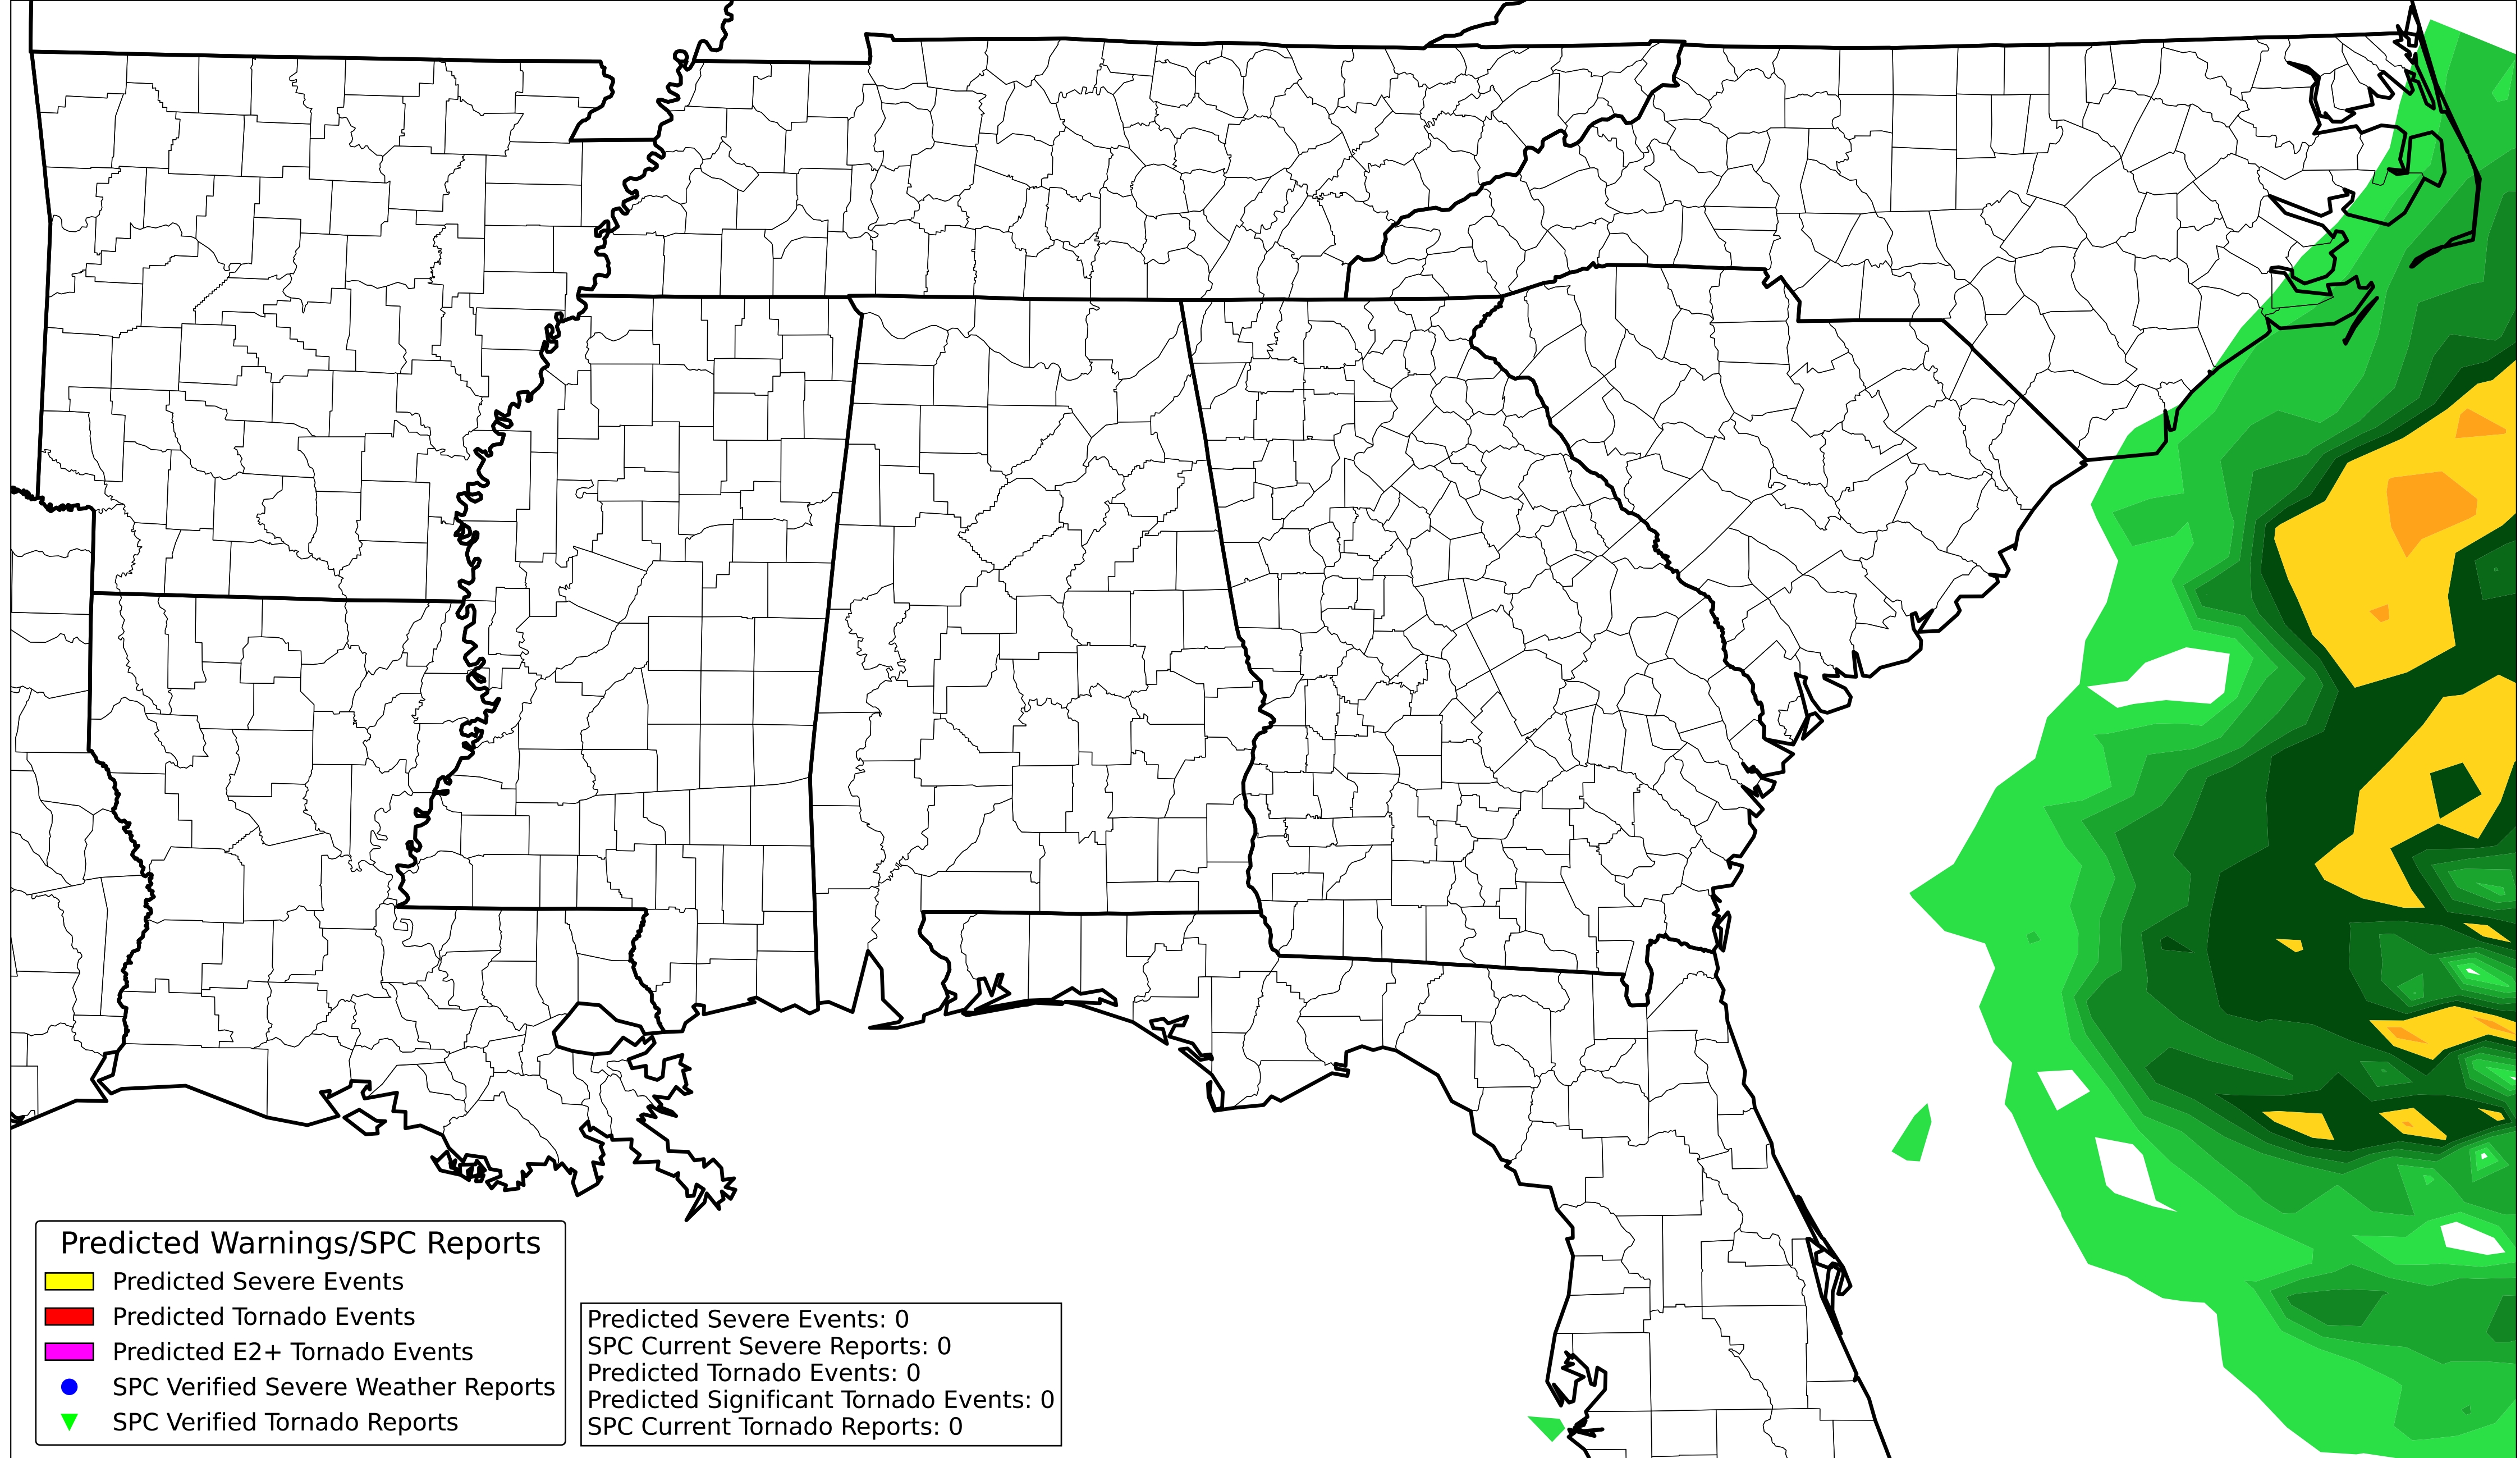 Predicted Warnings/SPC Reports
Predicted Severe Events
Predicted Tornado Events
Predicted E2+ Tornado Events
SPC Verified Severe Weather Reports
SPC Verified Tornado Reports
Predicted Severe Events: 0
SPC Current Severe Reports: 0
Predicted Tornado Events: 0
Predicted Significant Tornado Events: 0
SPC Current Tornado Reports: 0